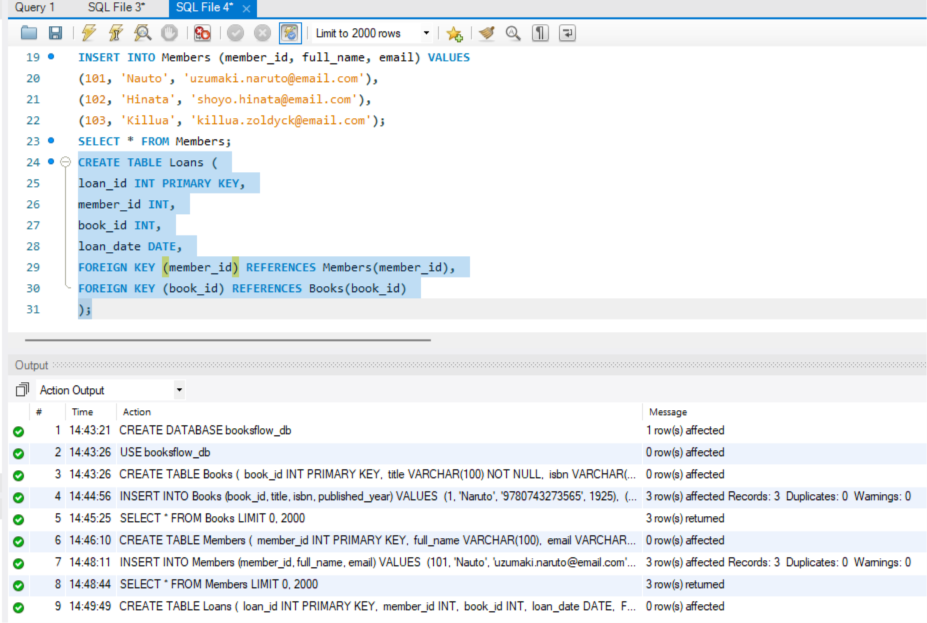 Query 1 SQL File 3* SQL File 4* ×
Limit to 2000 rows
19 INSERT INTO Members (member_id, full_name, email) VALUES
20 (101, 'Nauto', 'uzumaki.naruto@email.com'),
21 (102, 'Hinata', 'shoyo.hinata@email.com'),
22 (103, 'Killua', 'killua.zoldyck@email.com');
23 SELECT * FROM Members;
24 CREATE TABLE Loans (
25 loan_id INT PRIMARY KEY,
26 member_id INT,
27 book_id INT,
28 loan_date DATE,
29 FOREIGN KEY (member_id) REFERENCES Members(member_id),
30 FOREIGN KEY (book_id) REFERENCES Books(book_id)
31 );
Output
Action Output
# Time Action Message
1 14:43:21 CREATE DATABASE booksflow_db 1 row(s) affected
2 14:43:26 USE booksflow_db 0 row(s) affected
3 14:43:26 CREATE TABLE Books ( book_id INT PRIMARY KEY, title VARCHAR(100) NOT NULL, isbn VARCHAR(... 0 row(s) affected
4 14:44:56 INSERT INTO Books (book_id, title, isbn, published_year) VALUES (1, 'Naruto', '9780743273565', 1925), (... 3 row(s) affected Records: 3 Duplicates: 0 Warnings: 0
5 14:45:25 SELECT * FROM Books LIMIT 0, 2000 3 row(s) returned
6 14:46:10 CREATE TABLE Members ( member_id INT PRIMARY KEY, full_name VARCHAR(100), email VARCHAR... 0 row(s) affected
7 14:48:11 INSERT INTO Members (member_id, full_name, email) VALUES (101, 'Nauto', 'uzumaki.naruto@email.com'... 3 row(s) affected Records: 3 Duplicates: 0 Warnings: 0
8 14:48:44 SELECT * FROM Members LIMIT 0, 2000 3 row(s) returned
9 14:49:49 CREATE TABLE Loans ( loan_id INT PRIMARY KEY, member_id INT, book_id INT, loan_date DATE, F... 0 row(s) affected